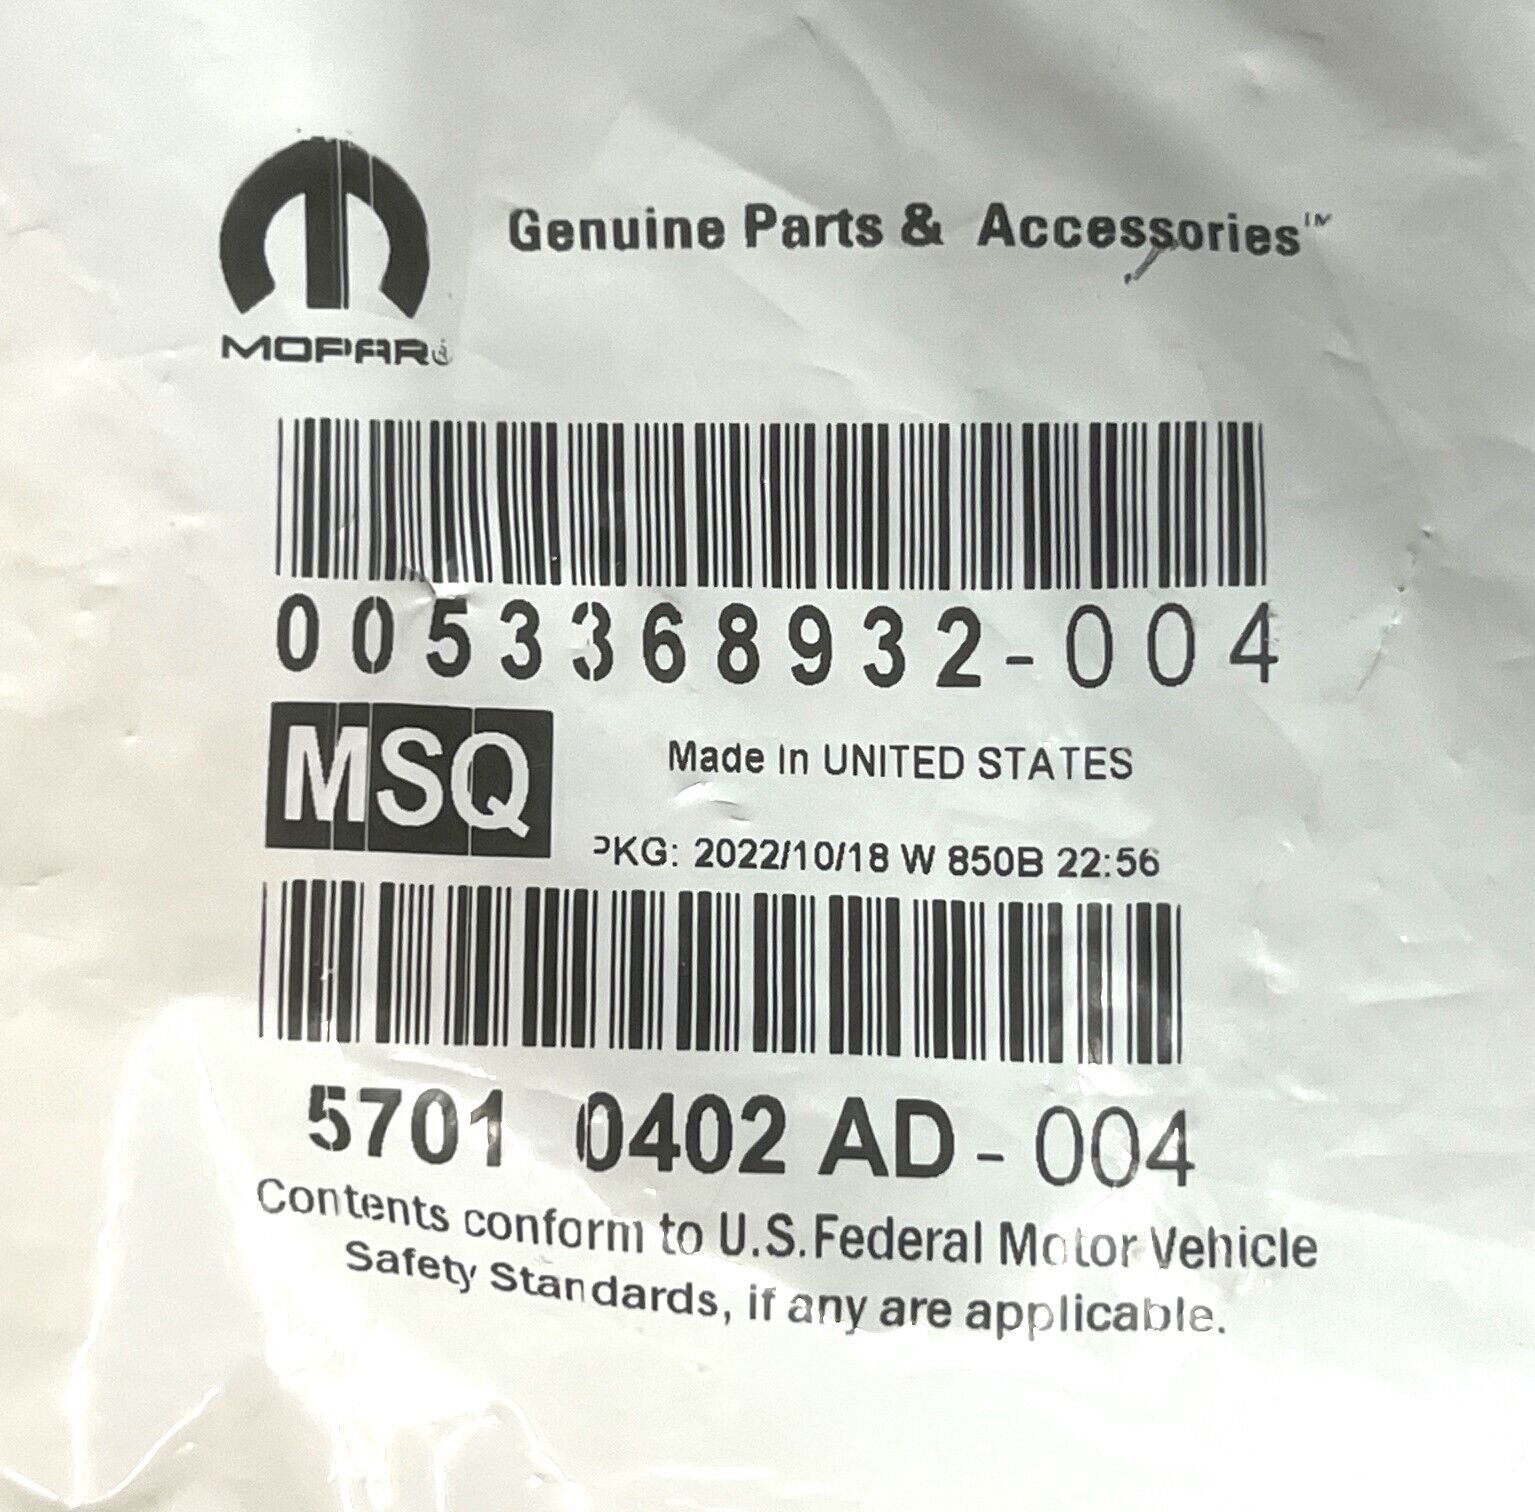 Genuine Parts & Accessories™
MOPAR
0053368932-004
MSQ
Made In UNITED STATES
PKG: 2022/10/18 W 850B 22:56
5701 0402 AD - 004
Contents conform to U.S.Federal Motor Vehicle
Safety Standards, if any are applicable.